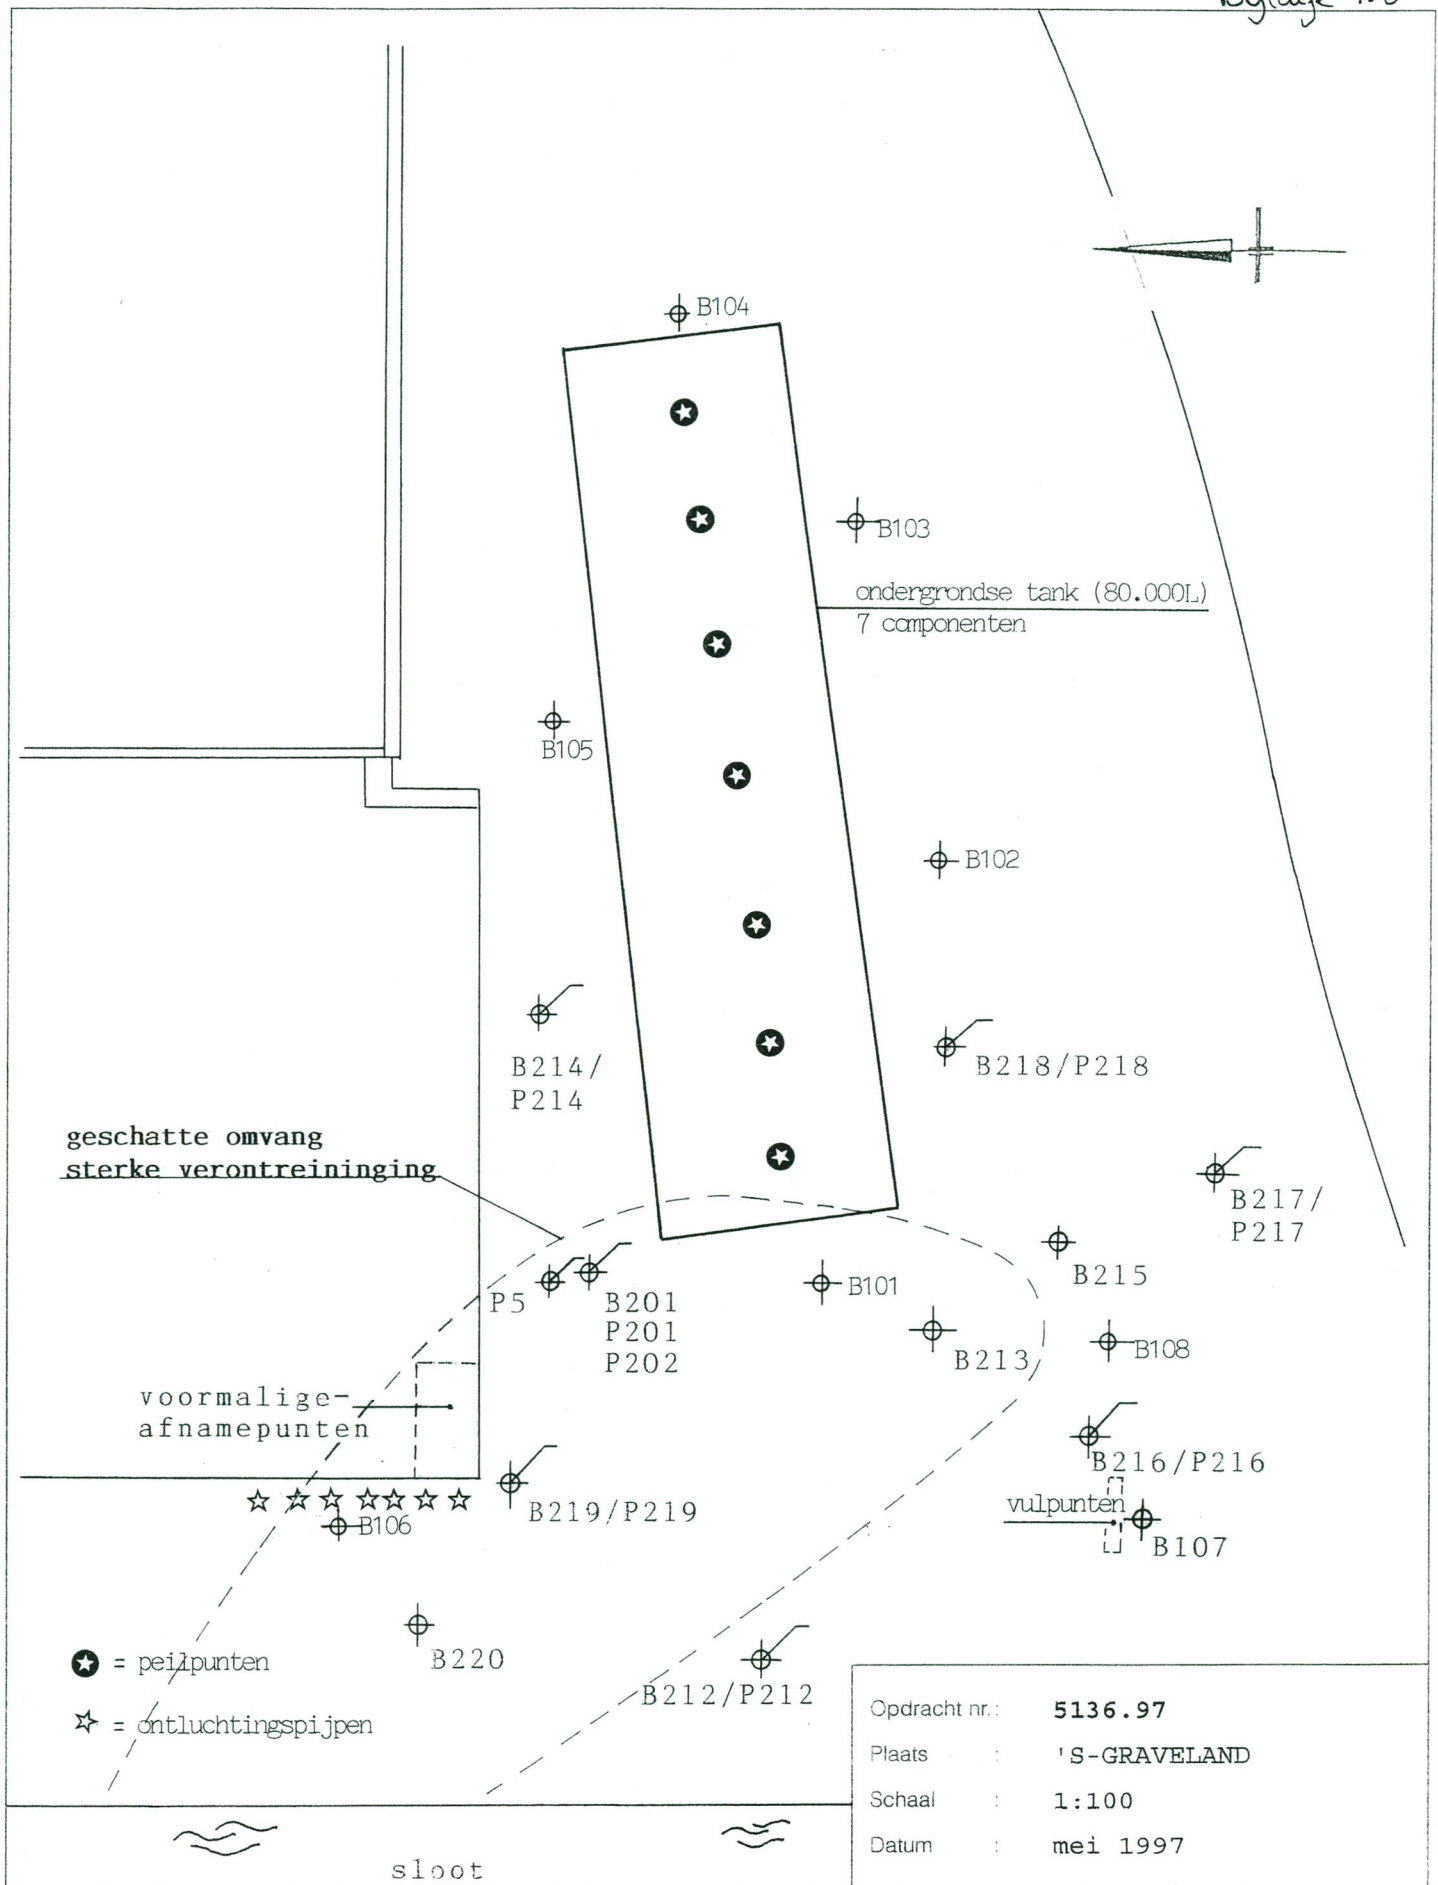 B104
B103
ondergrondse tank (80.000L)
7 componenten
B105
B102
B214/
P214
B218/P218
geschatte omvang
sterke verontreininging
B217/
P217
B215
P5
B201
P201
P202
B101
B213
B108
voormalige-
afnamepunten
B216/P216
B219/P219
vulpunten
B106
B107
B220
= peilpunten
B212/P212
= ontluchtingspijpen
Opdracht nr.: 5136.97
Plaats : 'S-GRAVELAND
Schaal : 1:100
Datum : mei 1997
sloot